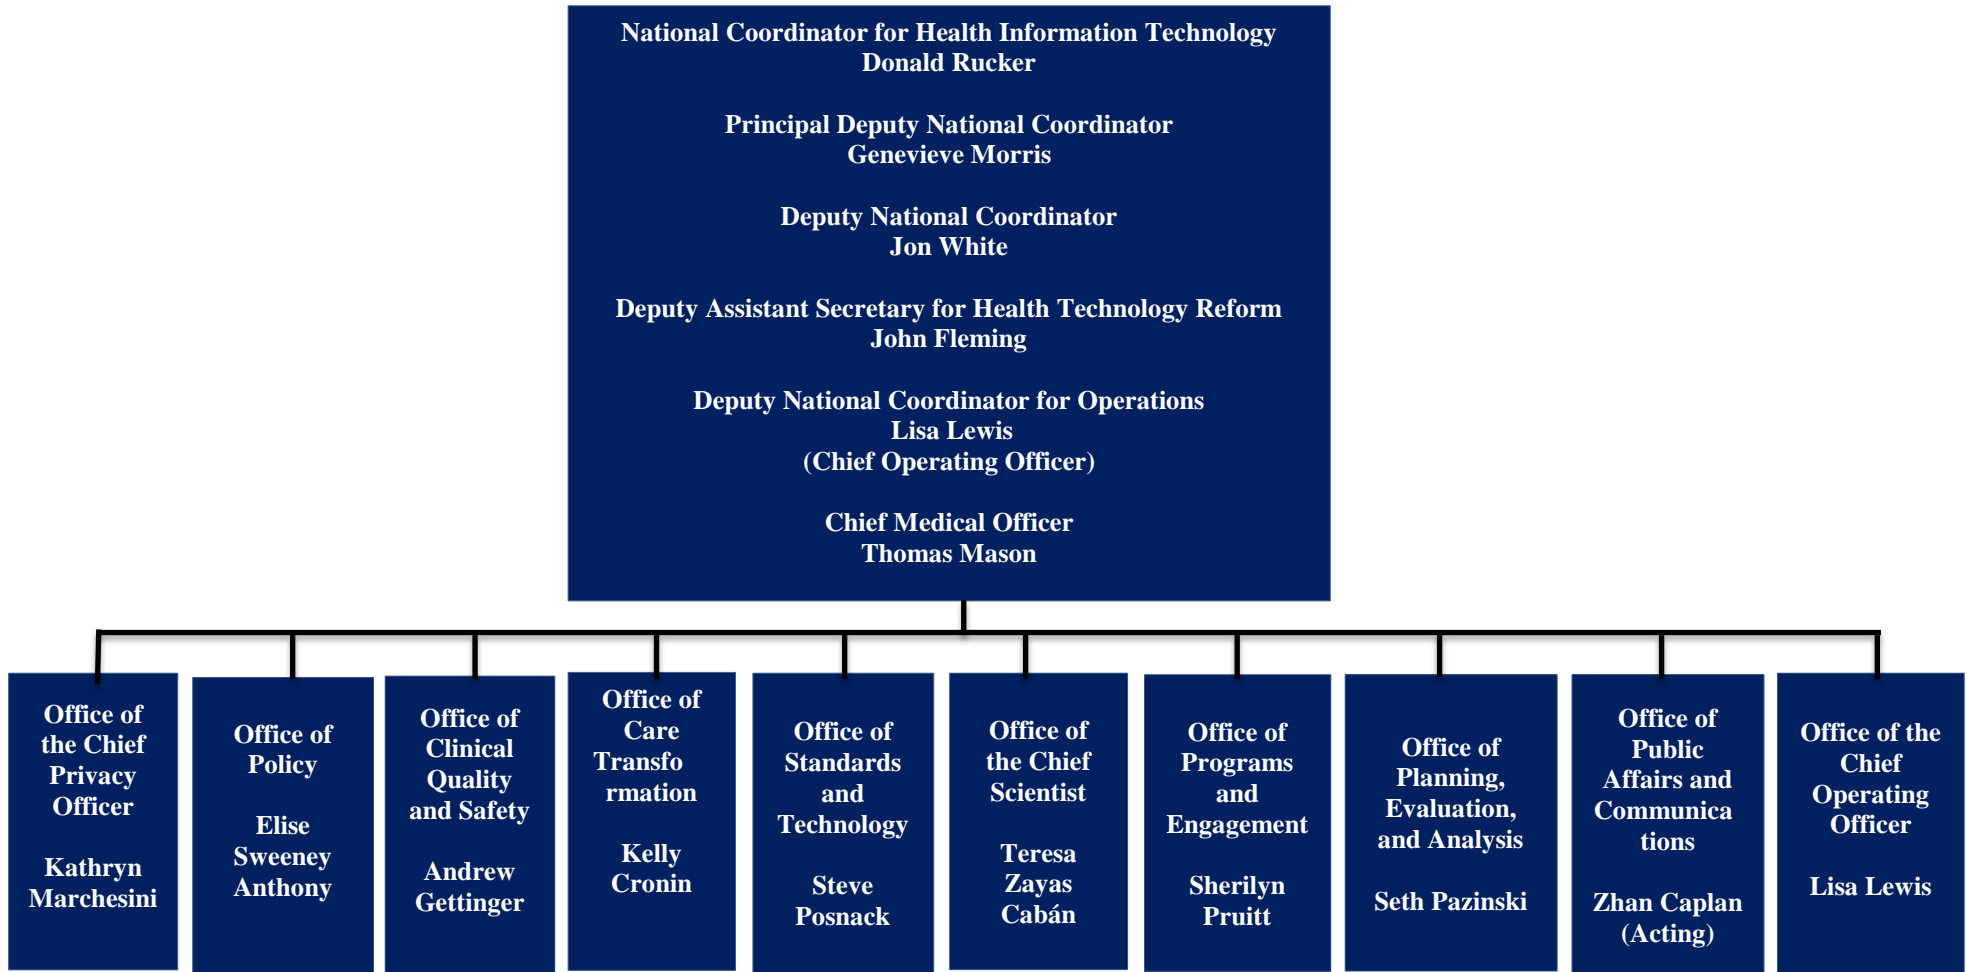 National Coordinator for Health Information Technology
Donald Rucker
Principal Deputy National Coordinator
Genevieve Morris
Deputy National Coordinator
Jon White
Deputy Assistant Secretary for Health Technology Reform
John Fleming
Deputy National Coordinator for Operations
Lisa Lewis
(Chief Operating Officer)
Chief Medical Officer
Thomas Mason
Office of
the Chief
Privacy
Officer
Kathryn
Marchesini
Office of
Policy
Elise
Sweeney
Anthony
Office of
Clinical
Quality
and Safety
Andrew
Gettinger
Office of
Care
Transfo
rmation
Kelly
Cronin
Office of
Standards
and
Technology
Steve
Posnack
Office of
the Chief
Scientist
Teresa
Zayas
Cabán
Office of
Programs
and
Engagement
Sherilyn
Pruitt
Office of
Planning,
Evaluation,
and Analysis
Seth Pazinski
Office of
Public
Affairs and
Communica
tions
Zhan Caplan
(Acting)
Office of the
Chief
Operating
Officer
Lisa Lewis